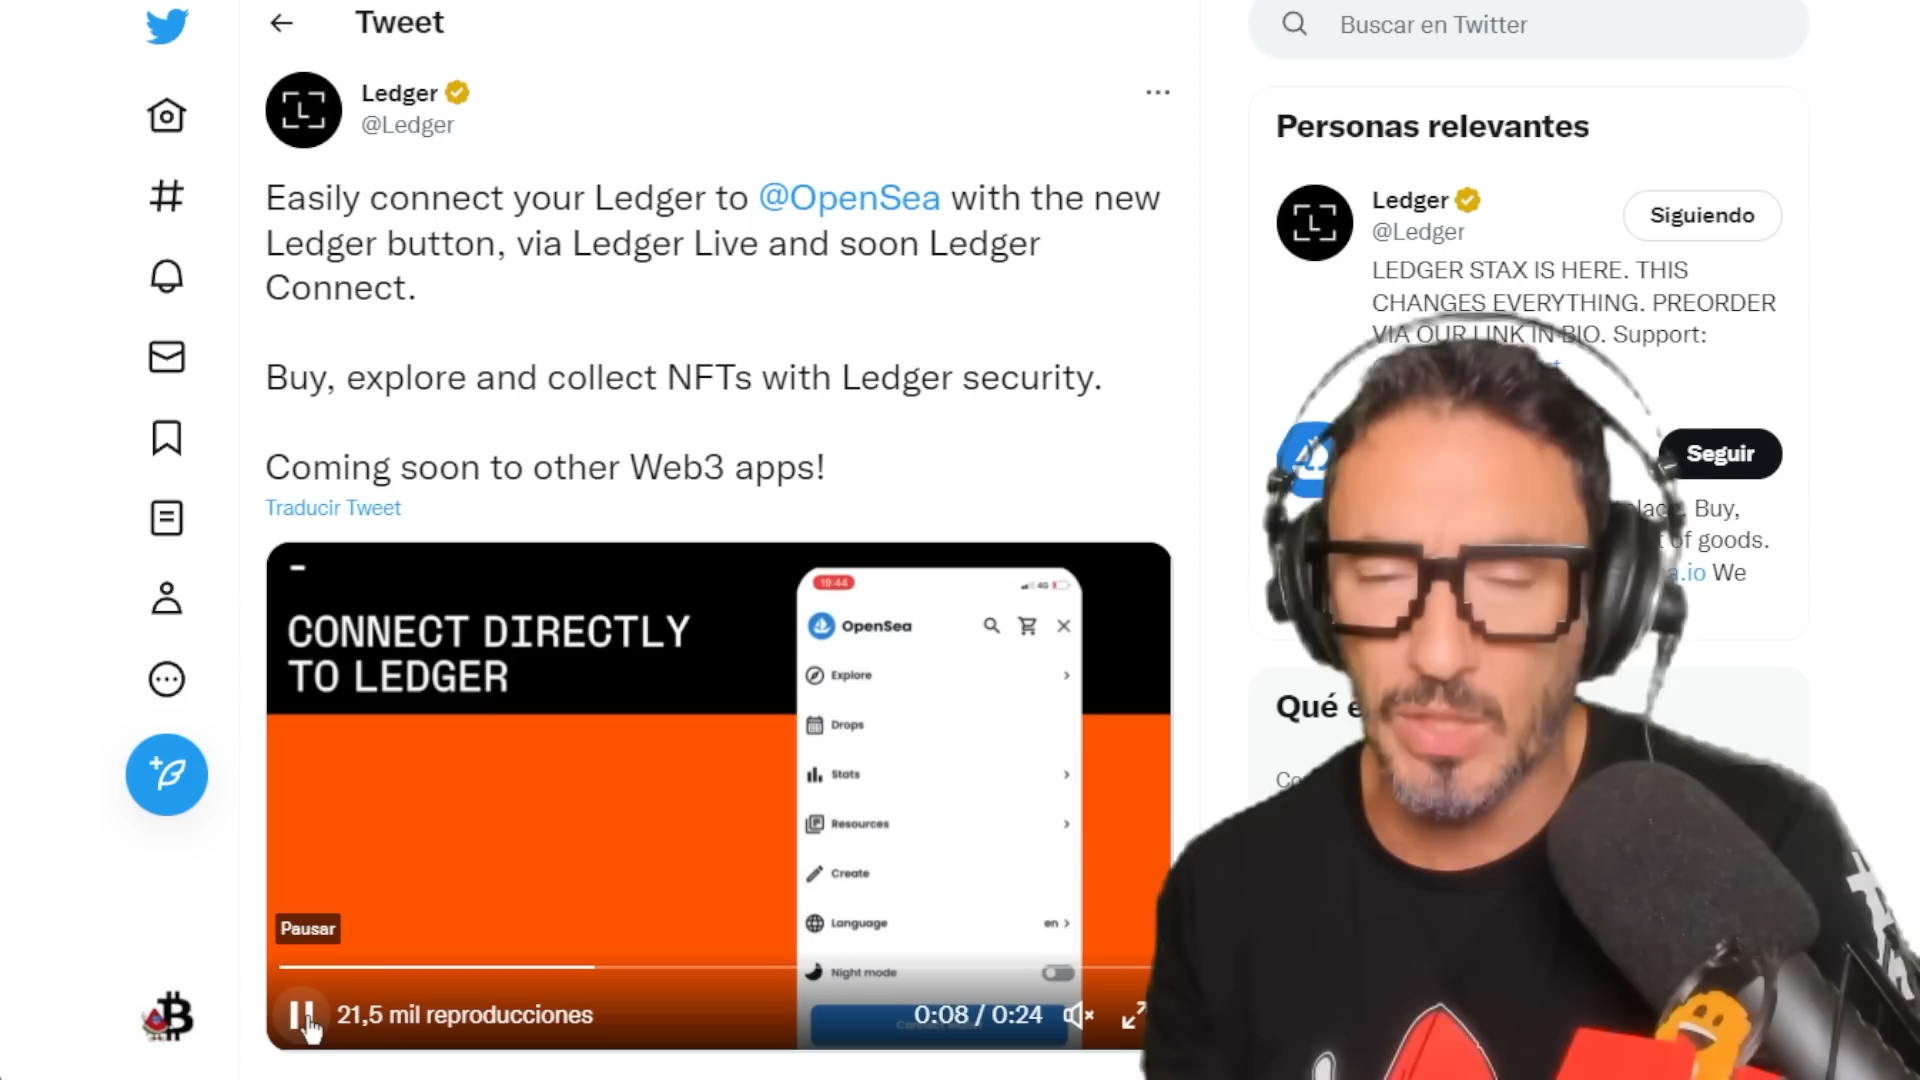 Tweet
Buscar en Twitter
Ledger
@Ledger
Easily connect your Ledger to @OpenSea with the new
Ledger button, via Ledger Live and soon Ledger
Connect.
Buy, explore and collect NFTs with Ledger security.
Coming soon to other Web3 apps!
Traducir Tweet
CONNECT DIRECTLY
TO LEDGER
19:44
4G
OpenSea
Explore
Drops
Stats
Resources
Create
Language
en
Night mode
Pausar
21,5 mil reproducciones
0:08 / 0:24
Personas relevantes
Ledger
Siguiendo
@Ledger
LEDGER STAX IS HERE. THIS
CHANGES EVERYTHING. PREORDER
VIA OUR LINK IN BIO. Support:
Seguir
Buy,
of goods.
We
Qué